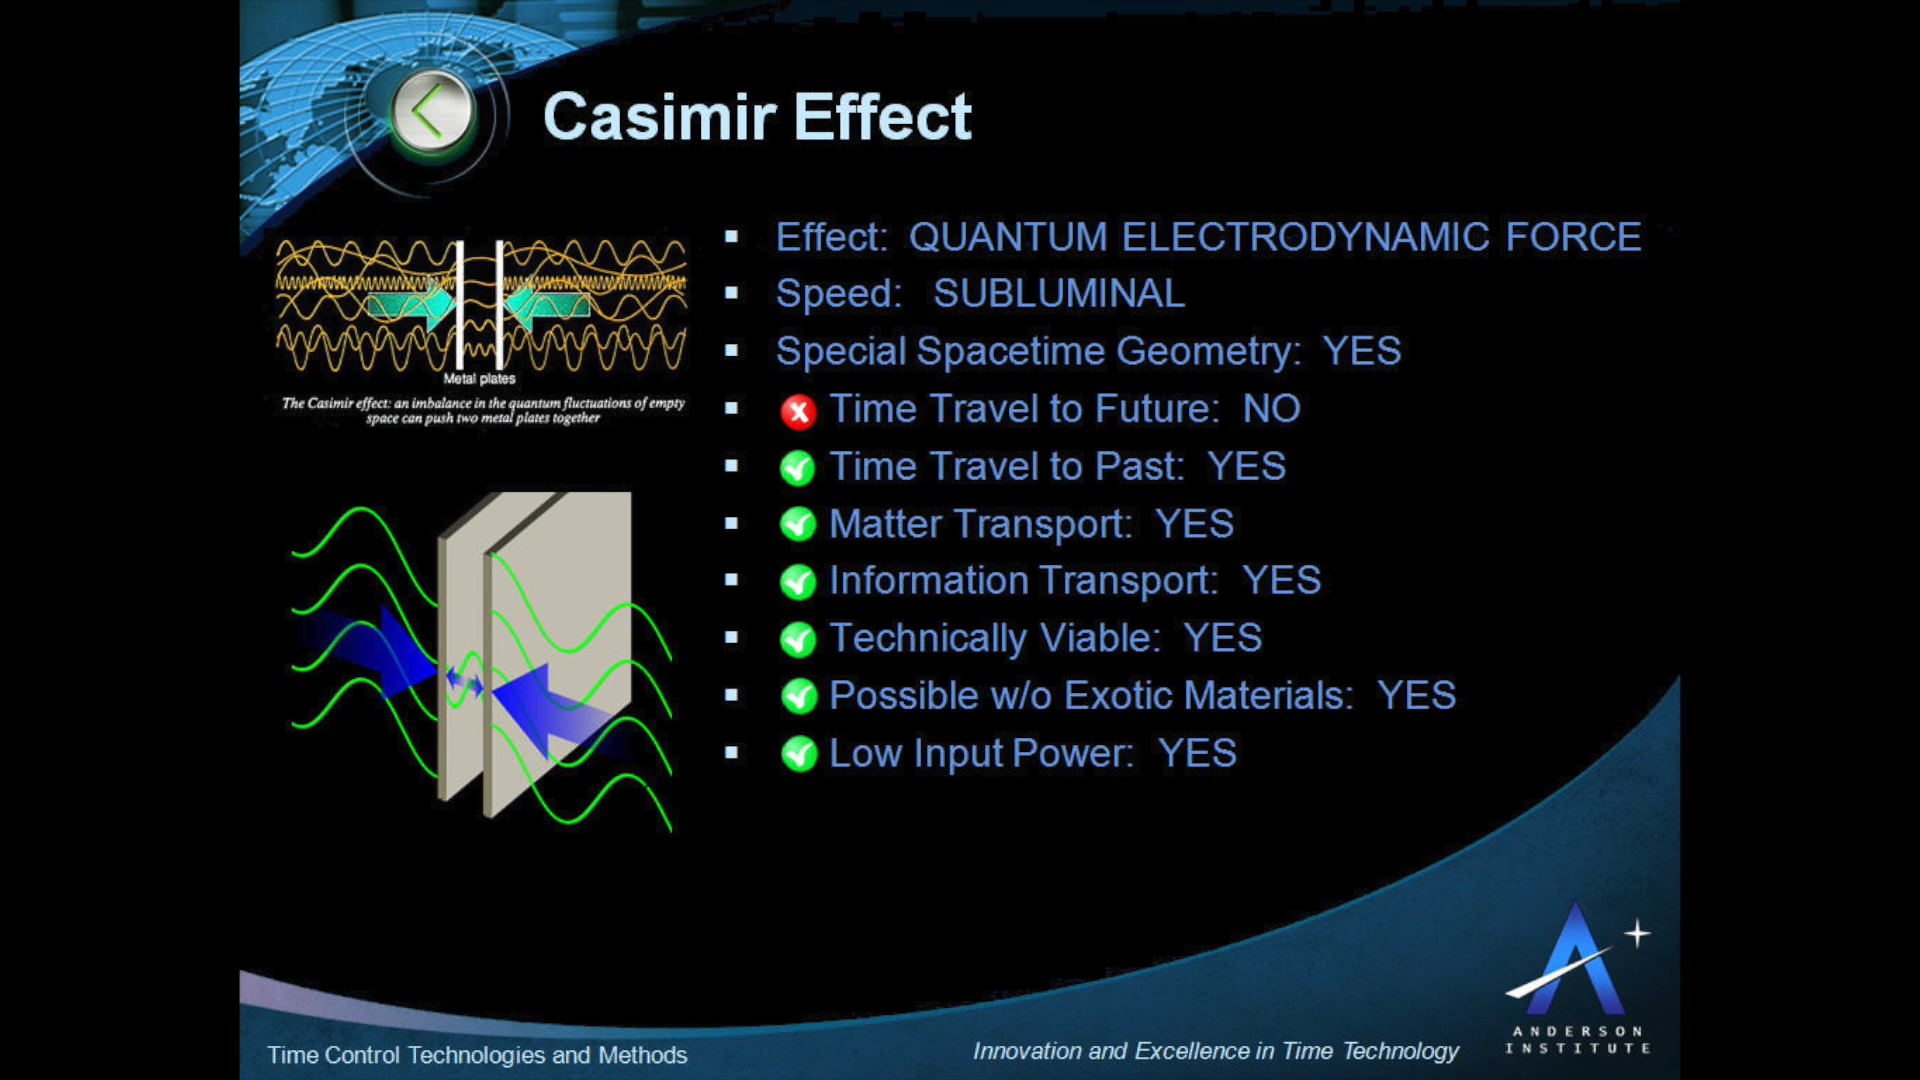 Casimir Effect
Metal plates
The Casimir effect: an imbalance in the quantum fluctuations of empty
space can push two metal plates together
Effect: QUANTUM ELECTRODYNAMIC FORCE
Speed: SUBLUMINAL
Special Spacetime Geometry: YES
Time Travel to Future: NO
Time Travel to Past: YES
Matter Transport: YES
Information Transport: YES
Technically Viable: YES
Possible w/o Exotic Materials: YES
Low Input Power: YES
Time Control Technologies and Methods
Innovation and Excellence in Time Technology
ANDERSON
INSTITUTE